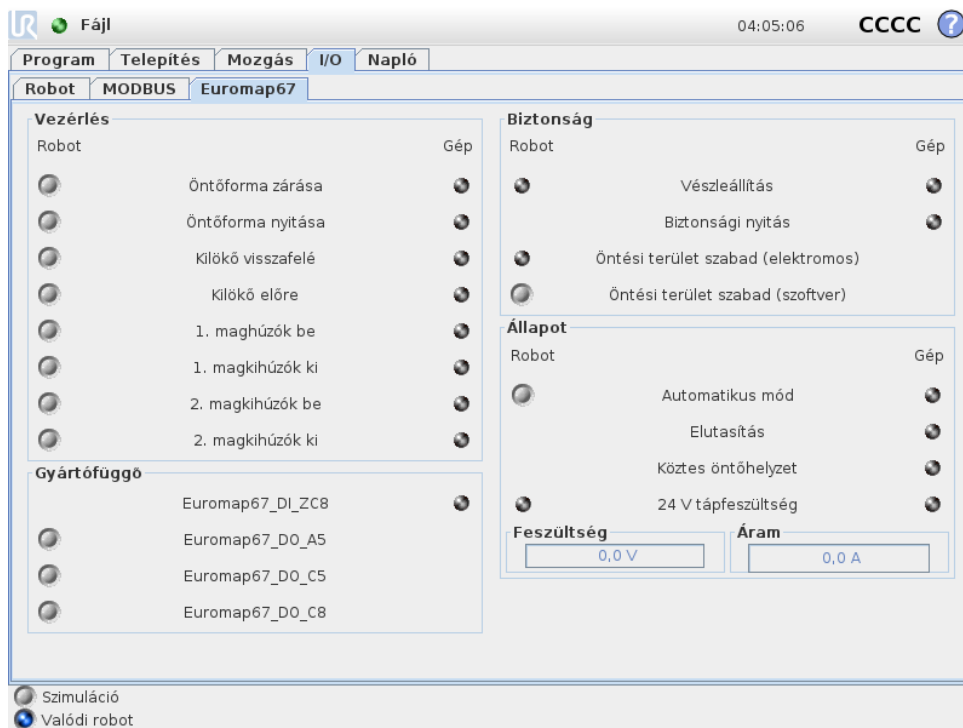 UR Fájl 04:05:06 CCCC ?
Program Telepítés Mozgás I/O Napló
Robot MODBUS Euromap67
Vezérlés
Robot Gép
Öntőforma zárása
Öntőforma nyitása
Kilökő visszafelé
Kilökő előre
1. maghúzók be
1. magkihúzók ki
2. magkihúzók be
2. magkihúzók ki
Gyártófüggő
Euromap67_DI_ZC8
Euromap67_DO_A5
Euromap67_DO_C5
Euromap67_DO_C8
Biztonság
Robot Gép
Vészleállítás
Biztonsági nyitás
Öntési terület szabad (elektromos)
Öntési terület szabad (szoftver)
Állapot
Robot Gép
Automatikus mód
Elutasítás
Köztes öntőhelyzet
24 V tápfeszültség
Feszültség Áram
0,0 V 0,0 A
Szimuláció
Valódi robot